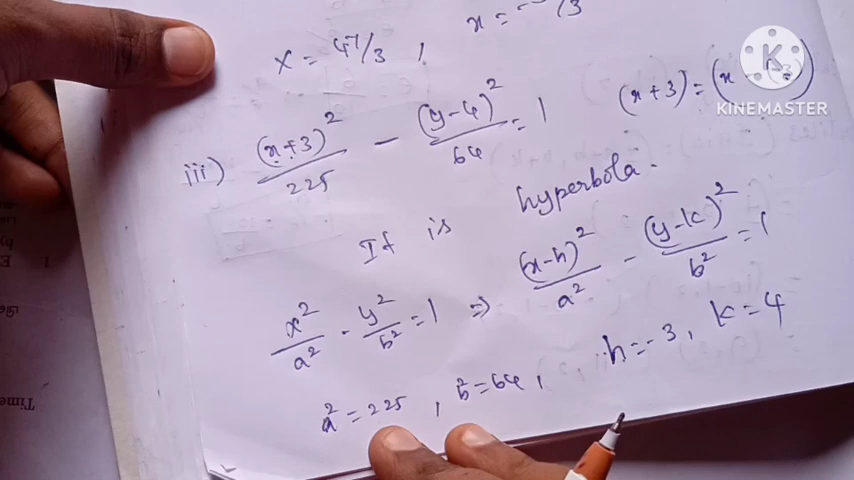 x = 47/3 ,
iii) (x+3)²/225 - (y-4)²/64 = 1 (x+3) = (x
It is hyperbola.
x²/a² - y²/b² = 1 ⇒ (x-h)²/a² - (y-k)²/b² = 1
a² = 225 , b² = 64 , h = -3 , k = 4
KINEMASTER